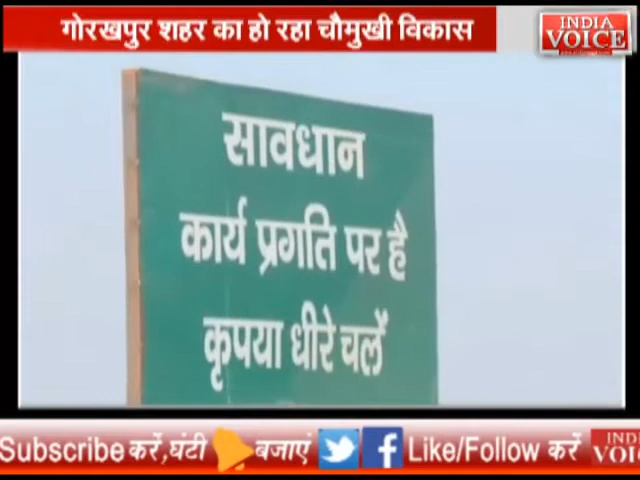 गोरखपुर शहर का हो रहा चौमुखी विकास
INDIA
VOICE
सावधान
कार्य प्रगति पर है
कृपया धीरे चलें
Subscribe करें,घंटी बजाएं Like/Follow करें